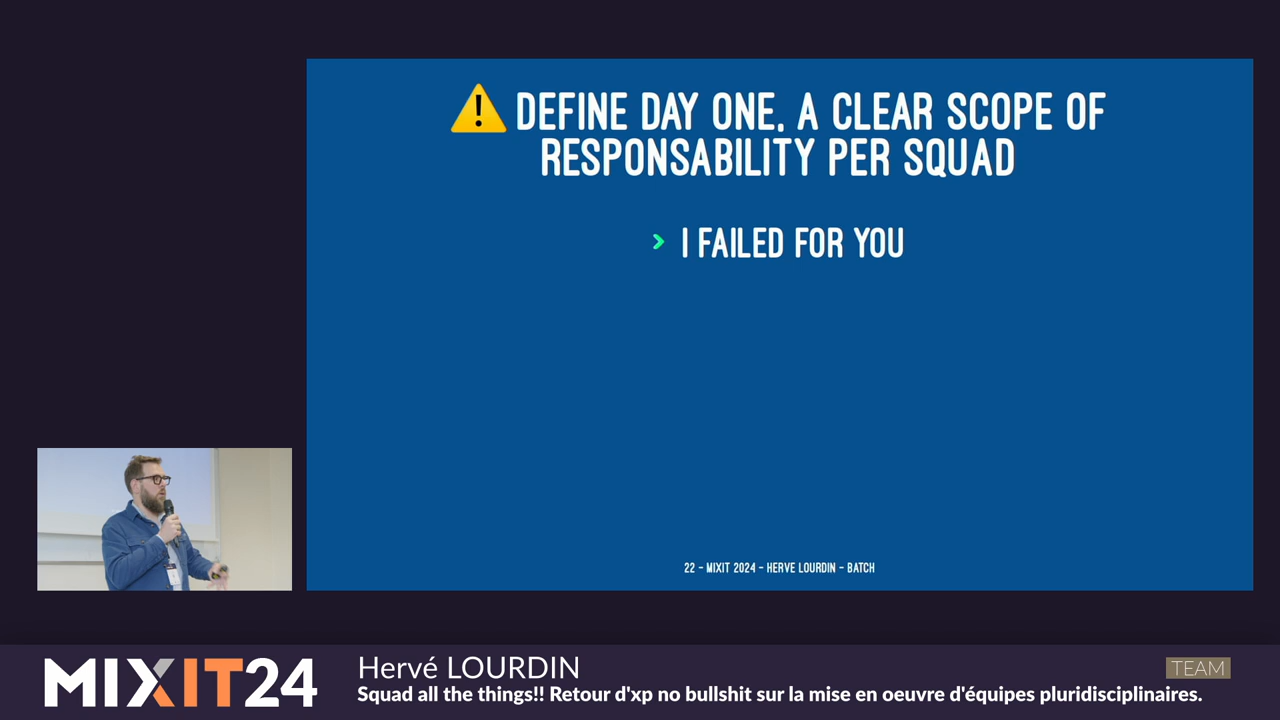 ⚠️ DEFINE DAY ONE, A CLEAR SCOPE OF
RESPONSABILITY PER SQUAD
> I FAILED FOR YOU
22 - MIXIT 2024 - HERVE LOURDIN - BATCH
MIXIT24
Hervé LOURDIN
TEAM
Squad all the things!! Retour d'xp no bullshit sur la mise en oeuvre d'équipes pluridisciplinaires.